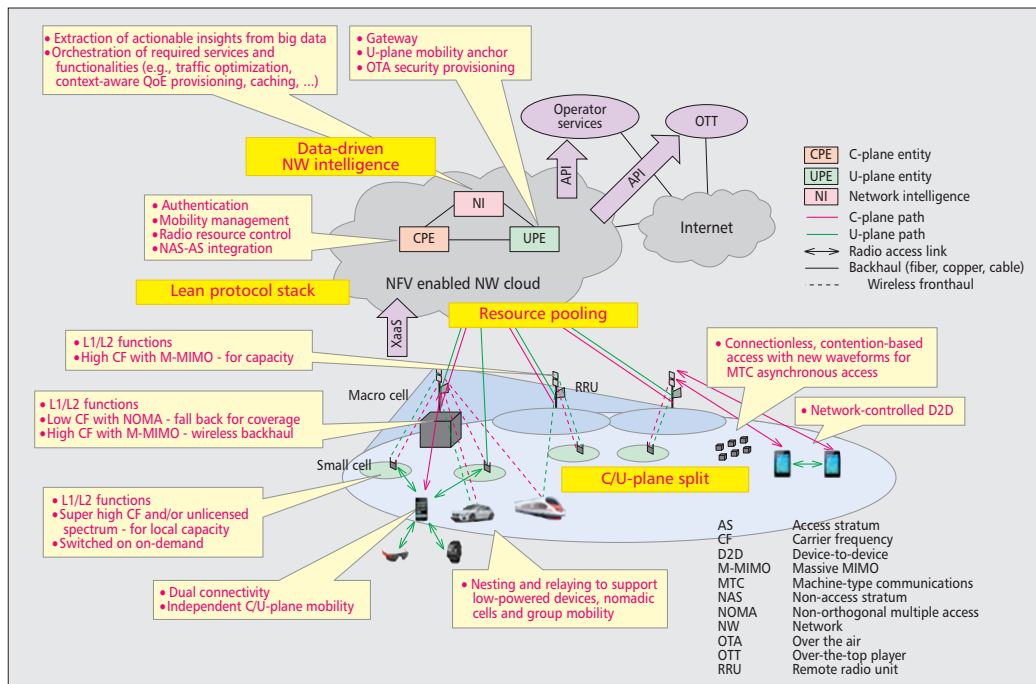 • Extraction of actionable insights from big data
• Orchestration of required services and
functionalities (e.g., traffic optimization,
context-aware QoE provisioning, caching, ...)
• Gateway
• U-plane mobility anchor
• OTA security provisioning
Operator
services
OTT
Data-driven
NW intelligence
API
API
CPE
C-plane entity
UPE
U-plane entity
NI
Network intelligence
C-plane path
U-plane path
Radio access link
Backhaul (fiber, copper, cable)
Wireless fronthaul
NI
• Authentication
• Mobility management
• Radio resource control
• NAS-AS integration
CPE
UPE
Internet
Lean protocol stack
NFV enabled NW cloud
XaaS
Resource pooling
• L1/L2 functions
• High CF with M-MIMO - for capacity
• Connectionless, contention-based
access with new waveforms for
MTC asynchronous access
Macro cell
RRU
• L1/L2 functions
• Low CF with NOMA - fall back for coverage
• High CF with M-MIMO - wireless backhaul
• Network-controlled D2D
Small cell
C/U-plane split
• L1/L2 functions
• Super high CF and/or unlicensed
spectrum - for local capacity
• Switched on on-demand
• Dual connectivity
• Independent C/U-plane mobility
• Nesting and relaying to support
low-powered devices, nomadic
cells and group mobility
AS Access stratum
CF Carrier frequency
D2D Device-to-device
M-MIMO Massive MIMO
MTC Machine-type communications
NAS Non-access stratum
NOMA Non-orthogonal multiple access
NW Network
OTA Over the air
OTT Over-the-top player
RRU Remote radio unit